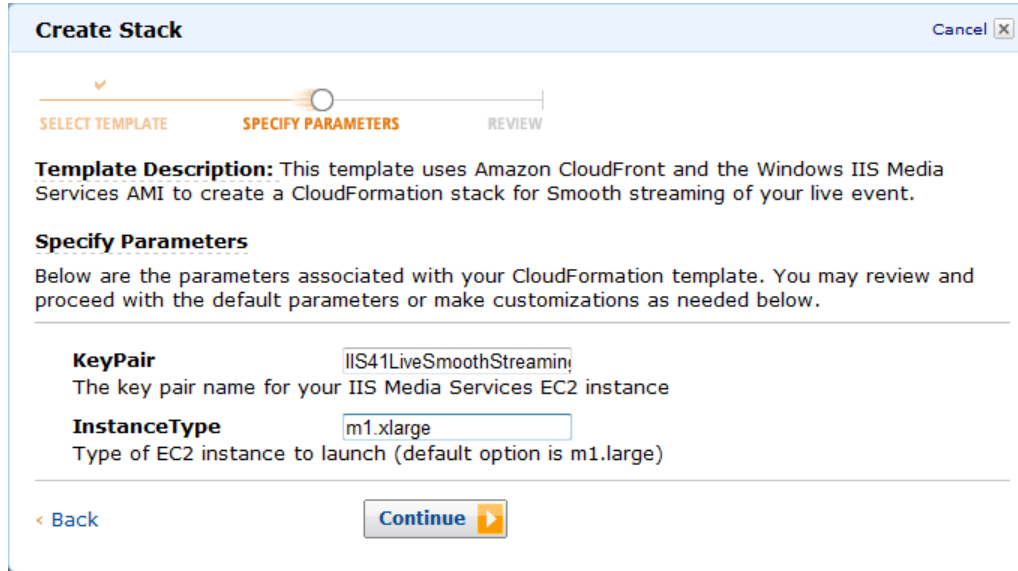 Create Stack
Cancel
SELECT TEMPLATE
SPECIFY PARAMETERS
REVIEW
Template Description: This template uses Amazon CloudFront and the Windows IIS Media
Services AMI to create a CloudFormation stack for Smooth streaming of your live event.
Specify Parameters
Below are the parameters associated with your CloudFormation template. You may review and
proceed with the default parameters or make customizations as needed below.
KeyPair IIS41LiveSmoothStreaming
The key pair name for your IIS Media Services EC2 instance
InstanceType m1.xlarge
Type of EC2 instance to launch (default option is m1.large)
< Back
Continue